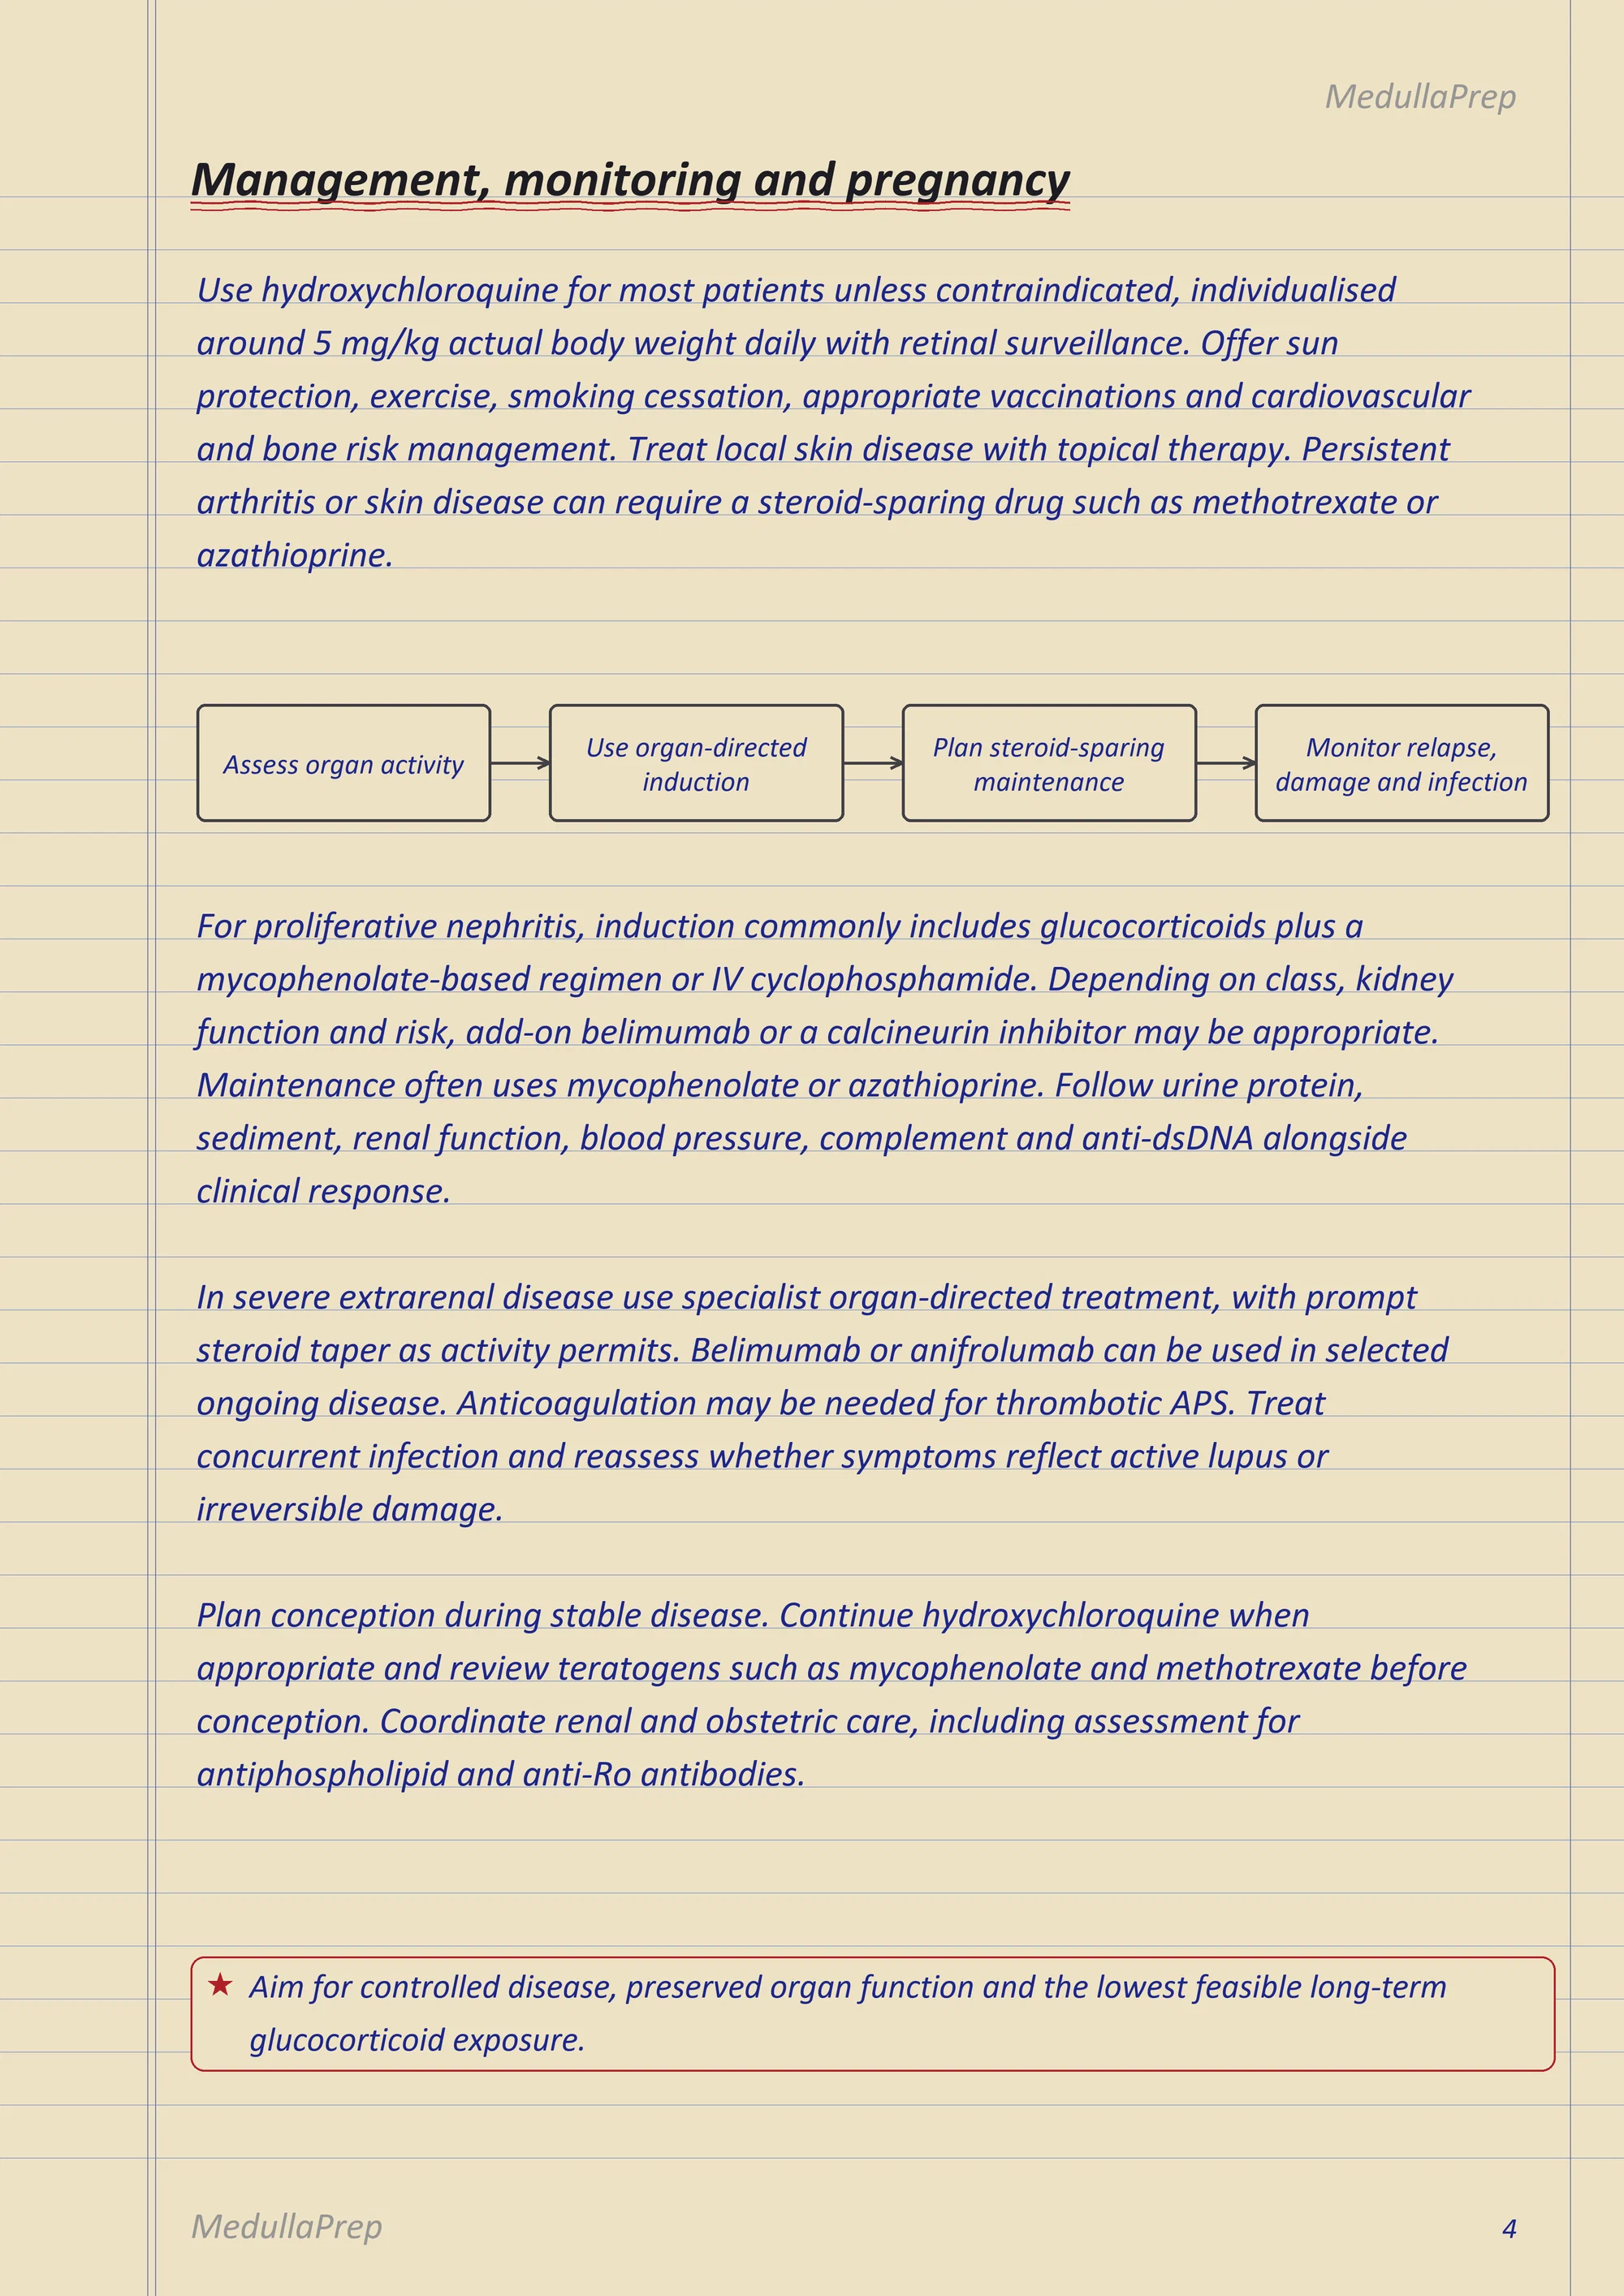 MedullaPrep
Management, monitoring and pregnancy
Use hydroxychloroquine for most patients unless contraindicated, individualised
around 5 mg/kg actual body weight daily with retinal surveillance. Offer sun
protection, exercise, smoking cessation, appropriate vaccinations and cardiovascular
and bone risk management. Treat local skin disease with topical therapy. Persistent
arthritis or skin disease can require a steroid-sparing drug such as methotrexate or
azathioprine.
Assess organ activity
Use organ-directed
induction
Plan steroid-sparing
maintenance
Monitor relapse,
damage and infection
For proliferative nephritis, induction commonly includes glucocorticoids plus a
mycophenolate-based regimen or IV cyclophosphamide. Depending on class, kidney
function and risk, add-on belimumab or a calcineurin inhibitor may be appropriate.
Maintenance often uses mycophenolate or azathioprine. Follow urine protein,
sediment, renal function, blood pressure, complement and anti-dsDNA alongside
clinical response.
In severe extrarenal disease use specialist organ-directed treatment, with prompt
steroid taper as activity permits. Belimumab or anifrolumab can be used in selected
ongoing disease. Anticoagulation may be needed for thrombotic APS. Treat
concurrent infection and reassess whether symptoms reflect active lupus or
irreversible damage.
Plan conception during stable disease. Continue hydroxychloroquine when
appropriate and review teratogens such as mycophenolate and methotrexate before
conception. Coordinate renal and obstetric care, including assessment for
antiphospholipid and anti-Ro antibodies.
★ Aim for controlled disease, preserved organ function and the lowest feasible long-term
glucocorticoid exposure.
MedullaPrep
4